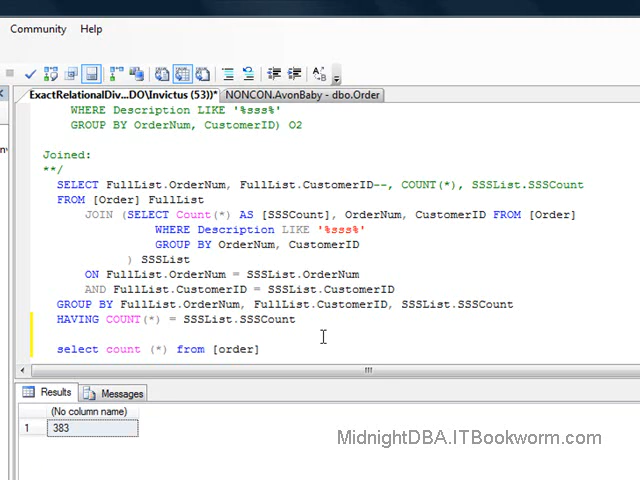 Community Help
ExactRelationalDiv...DO\Invictus (53))* NONCON.AvonBaby - dbo.Order
WHERE Description LIKE '%sss%'
GROUP BY OrderNum, CustomerID) O2
Joined:
**/
SELECT FullList.OrderNum, FullList.CustomerID--, COUNT(*), SSSList.SSSCount
FROM [Order] FullList
JOIN (SELECT Count(*) AS [SSSCount], OrderNum, CustomerID FROM [Order]
WHERE Description LIKE '%sss%'
GROUP BY OrderNum, CustomerID
) SSSList
ON FullList.OrderNum = SSSList.OrderNum
AND FullList.CustomerID = SSSList.CustomerID
GROUP BY FullList.OrderNum, FullList.CustomerID, SSSList.SSSCount
HAVING COUNT(*) = SSSList.SSSCount
select count (*) from [order]
Results Messages
(No column name)
1 383
MidnightDBA.ITBookworm.com